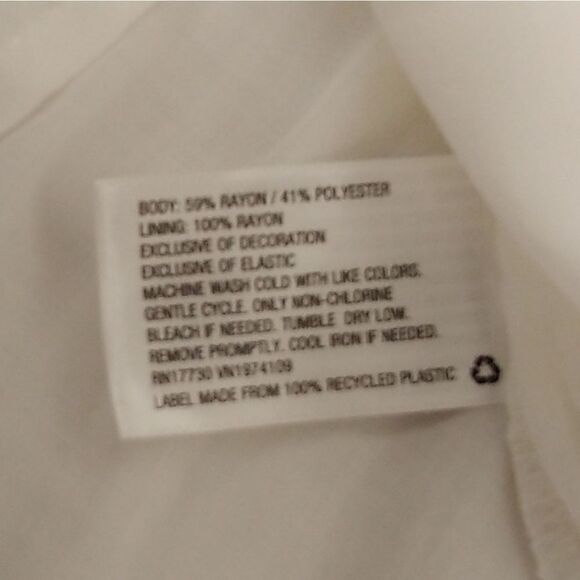 BODY: 59% RAYON / 41% POLYESTER
LINING: 100% RAYON
EXCLUSIVE OF DECORATION
EXCLUSIVE OF ELASTIC
MACHINE WASH COLD WITH LIKE COLORS.
GENTLE CYCLE. ONLY NON-CHLORINE
BLEACH IF NEEDED. TUMBLE DRY LOW.
REMOVE PROMPTLY. COOL IRON IF NEEDED.
RN17730 VN1974109
LABEL MADE FROM 100% RECYCLED PLASTIC